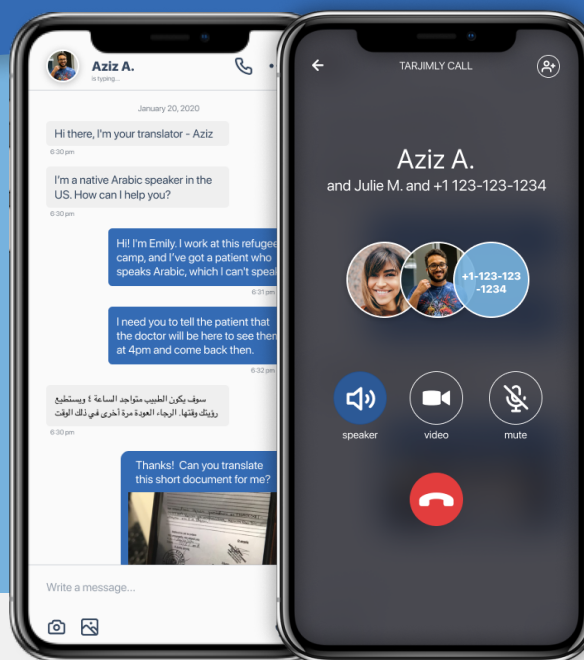 Aziz A.
is typing...
January 20, 2020
Hi there, I'm your translator - Aziz
6:30 pm
I'm a native Arabic speaker in the
US. How can I help you?
6:30 pm
Hi! I'm Emily. I work at this refugee
camp, and I've got a patient who
speaks Arabic, which I can't speak
6:31 pm
I need you to tell the patient that
the doctor will be here to see them
at 4pm and come back then.
6:32 pm
سوف يكون الطبيب متواجد الساعة ٤ ويستطيع
رؤيتك وقتها. الرجاء العودة مرة أخرى في ذلك الوقت
6:30 pm
Thanks! Can you translate
this short document for me?
Write a message...
TARJIMLY CALL
Aziz A.
and Julie M. and +1 123-123-1234
+1-123-123
-1234
speaker
video
mute